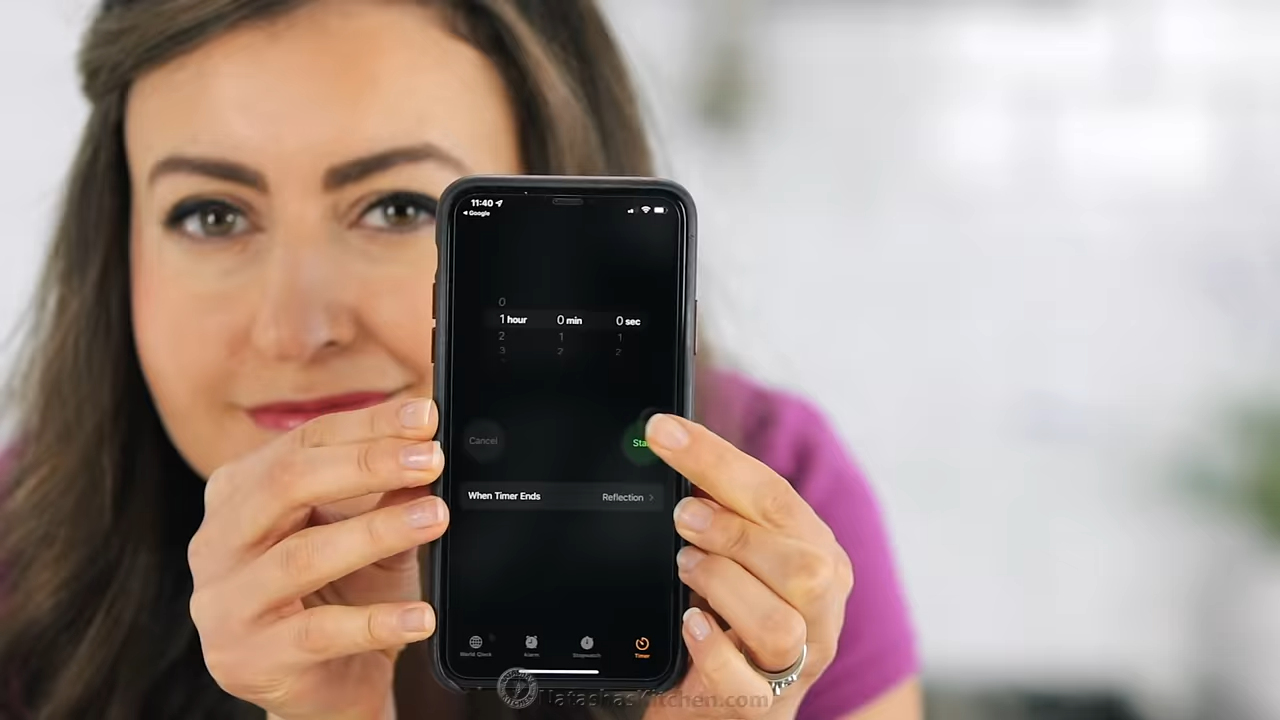 11:40
◀ Google
0
1 hour 0 min 0 sec
2 1 1
3 2 2
Cancel Sta
When Timer Ends Reflection >
World Clock Alarm Stopwatch Timer
NatashasKitchen.com